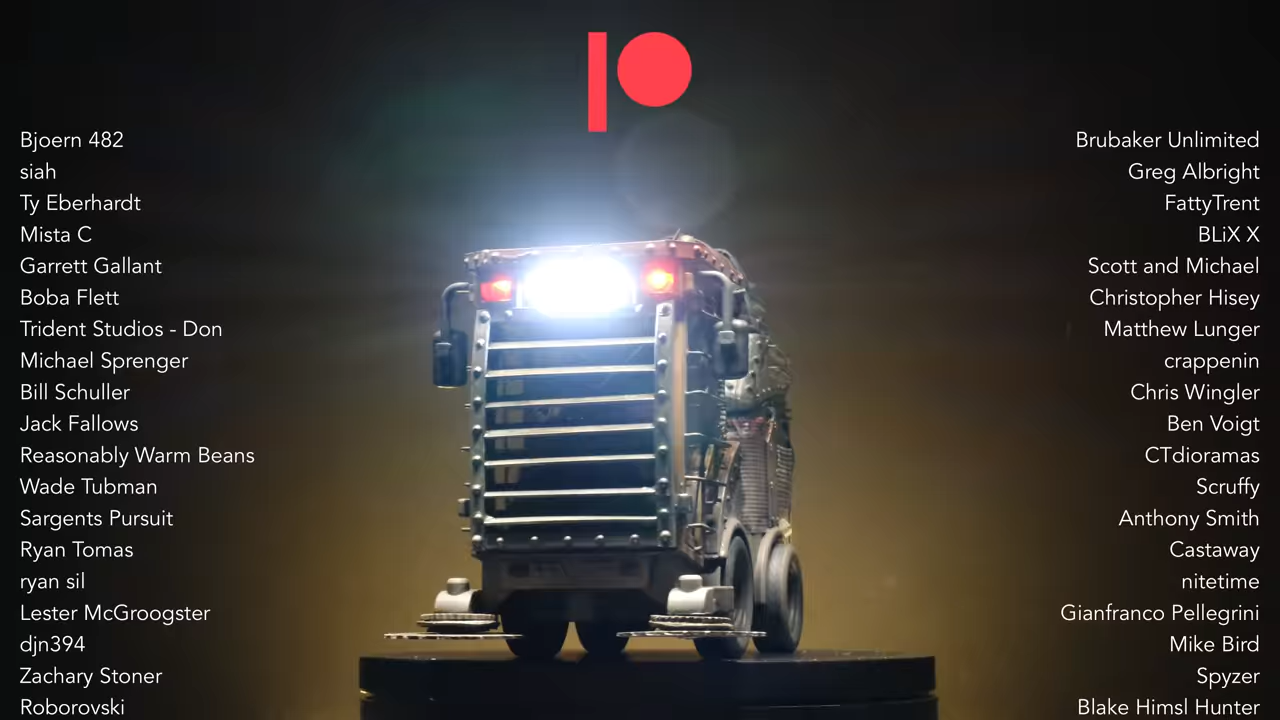 Bjoern 482
siah
Ty Eberhardt
Mista C
Garrett Gallant
Boba Flett
Trident Studios - Don
Michael Sprenger
Bill Schuller
Jack Fallows
Reasonably Warm Beans
Wade Tubman
Sargents Pursuit
Ryan Tomas
ryan sil
Lester McGroogster
djn394
Zachary Stoner
Roborovski
Brubaker Unlimited
Greg Albright
FattyTrent
BLiX X
Scott and Michael
Christopher Hisey
Matthew Lunger
crappenin
Chris Wingler
Ben Voigt
CTdioramas
Scruffy
Anthony Smith
Castaway
nitetime
Gianfranco Pellegrini
Mike Bird
Spyzer
Blake Himsl Hunter